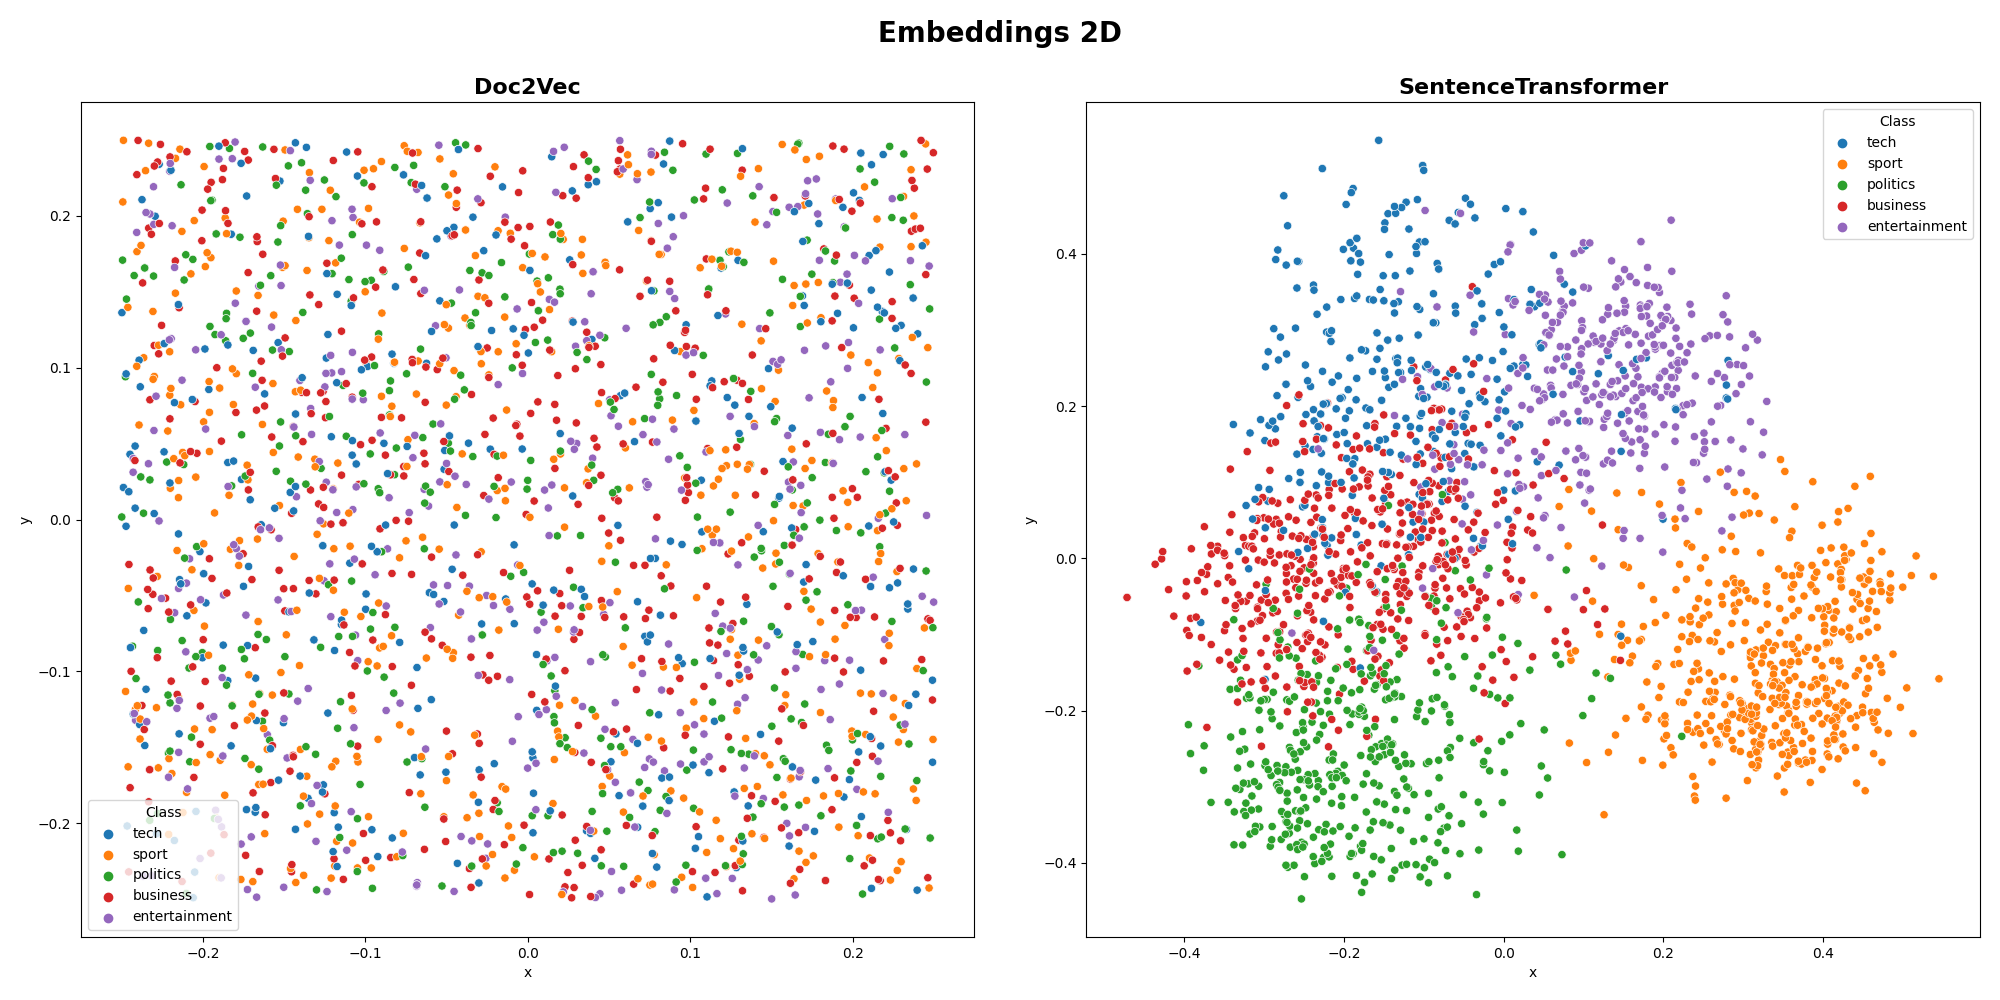 Embeddings 2D
Doc2Vec
y
0.2
0.1
0.0
−0.1
−0.2
Class
tech
sport
politics
business
entertainment
−0.2
−0.1
0.0
0.1
0.2
x
SentenceTransformer
y
0.4
0.2
0.0
−0.2
−0.4
Class
tech
sport
politics
business
entertainment
−0.4
−0.2
0.0
0.2
0.4
x